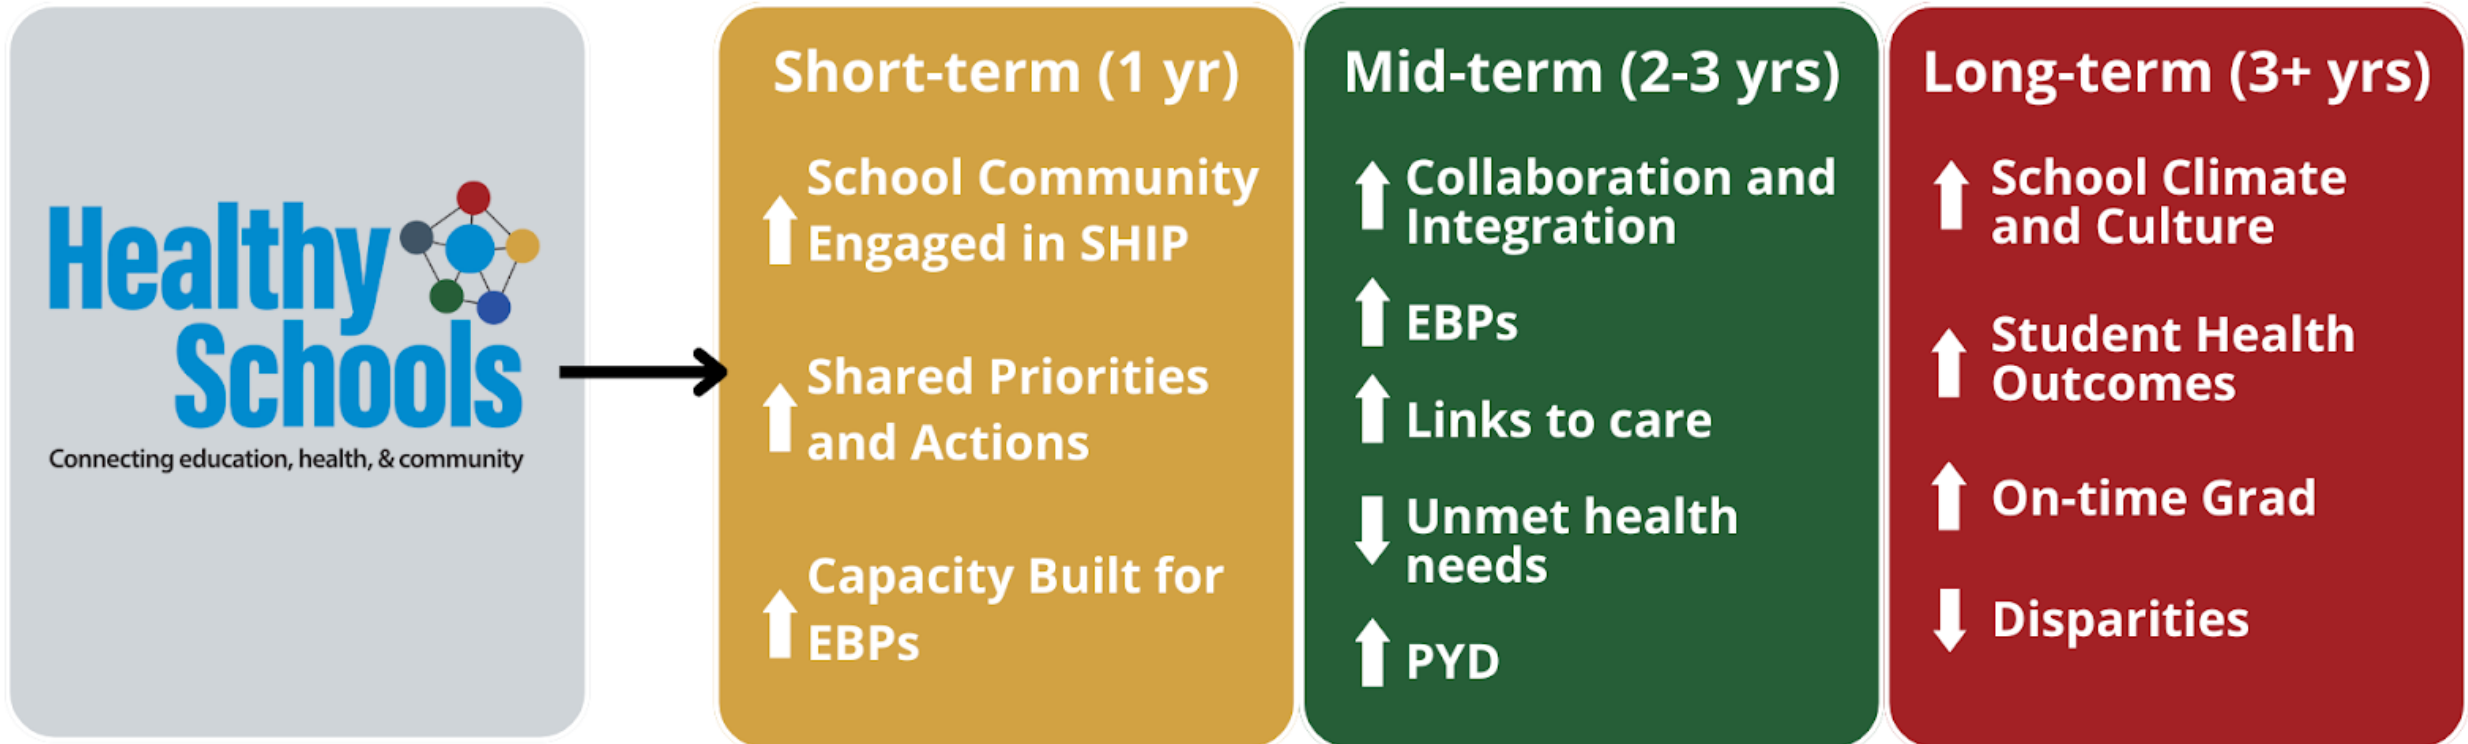 Healthy
Schools
Connecting education, health, & community
Short-term (1 yr)
School Community
Engaged in SHIP
Shared Priorities
and Actions
Capacity Built for
EBPs
Mid-term (2-3 yrs)
Collaboration and
Integration
EBPs
Links to care
Unmet health
needs
PYD
Long-term (3+ yrs)
School Climate
and Culture
Student Health
Outcomes
On-time Grad
Disparities